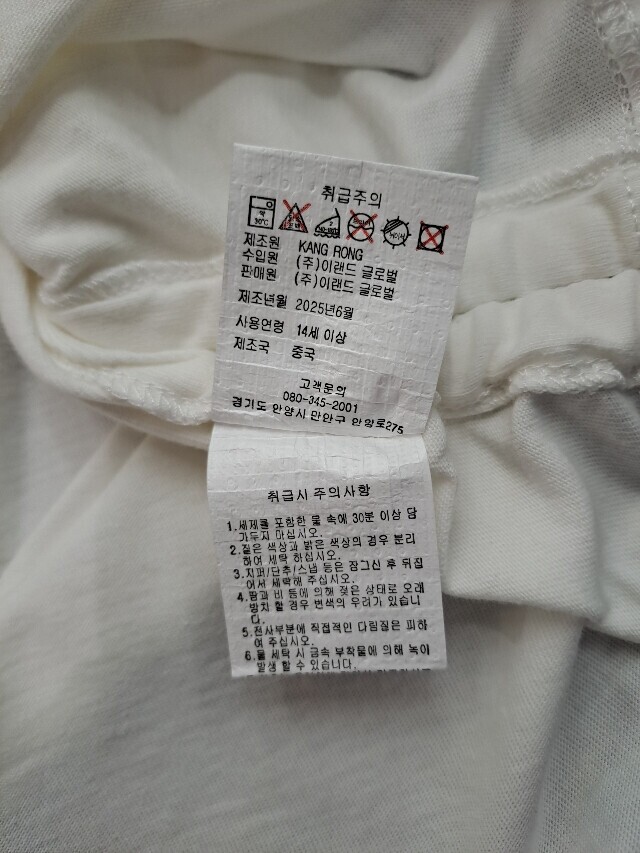 취급주의
약
30℃
제조원 KANG RONG
수입원 (주)이랜드 글로벌
판매원 (주)이랜드 글로벌
제조년월 2025년6월
사용연령 14세 이상
제조국 중국
고객문의
080-345-2001
경기도 안양시 만안구 안양로275
취급시 주의사항
1.세제를 포함한 물 속에 30분 이상 담
가두지 마십시오.
2.짙은 색상과 밝은 색상의 경우 분리
하여 세탁 하십시오.
3.지퍼/단추/스냅 등은 잠그신 후 뒤집
어서 세탁해 주십시오.
4.땀과 비 등에 의해 젖은 상태로 오래
방치 할 경우 변색의 우려가 있습니
다.
5.전사부분에 직접적인 다림질은 피하
여 주십시오.
6.물 세탁 시 금속 부착물에 의해 녹이
발생 할 수 있습니다.